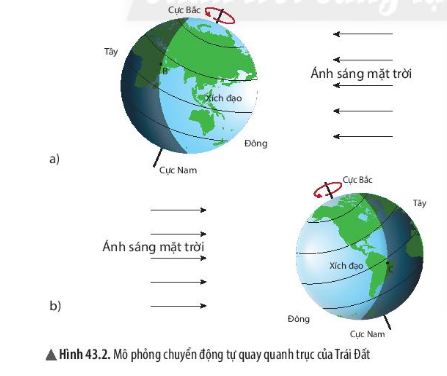 Cực Bắc
Tây
B
Ánh sáng mặt trời
Xích đạo
Đông
a)
Cực Nam
Cực Bắc
Tây
Ánh sáng mặt trời
Xích đạo
C
b)
Đông
Cực Nam
▲ Hình 43.2. Mô phỏng chuyển động tự quay quanh trục của Trái Đất